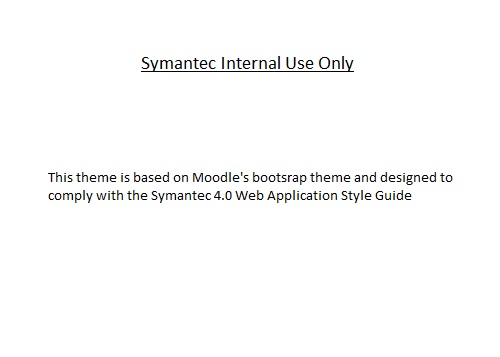 Symantec Internal Use Only
This theme is based on Moodle's bootsrap theme and designed to
comply with the Symantec 4.0 Web Application Style Guide